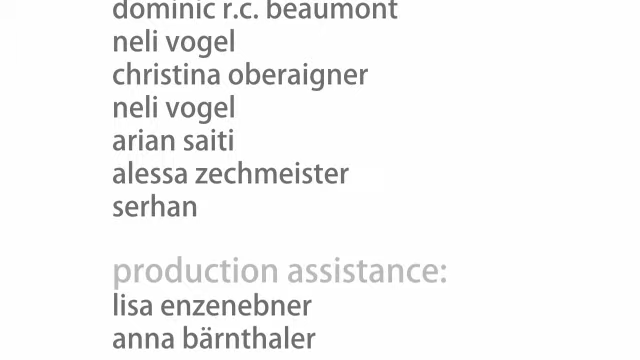 dominic r.c. beaumont
neli vogel
christina oberaigner
neli vogel
arian saiti
alessa zechmeister
serhan
production assistance:
lisa enzenebner
anna bärnthaler